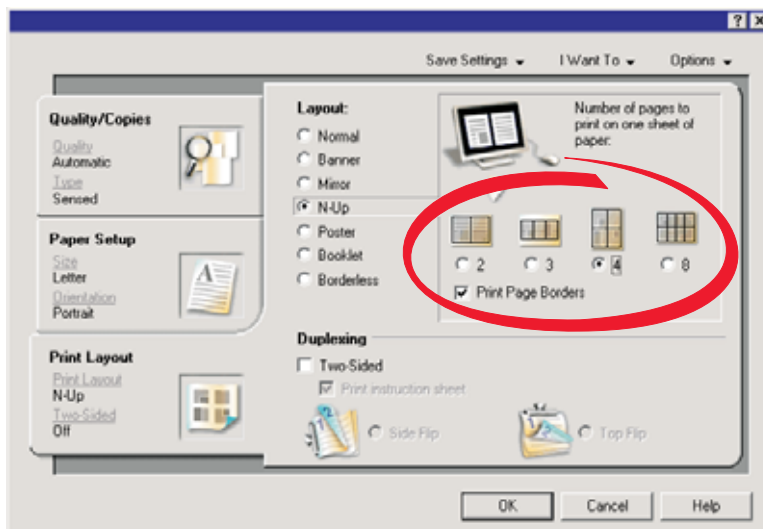 Save Settings
I Want To
Options
Quality/Copies
Quality
Automatic
Type
Sensed
Paper Setup
Size
Letter
Orientation
Portrait
Print Layout
Print Layout
N-Up
Two-Sided
Off
Layout:
Normal
Banner
Mirror
N-Up
Poster
Booklet
Borderless
Number of pages to
print on one sheet of
paper:
2
3
4
8
Print Page Borders
Duplexing
Two-Sided
Print instruction sheet
Side Flip
Top Flip
OK
Cancel
Help